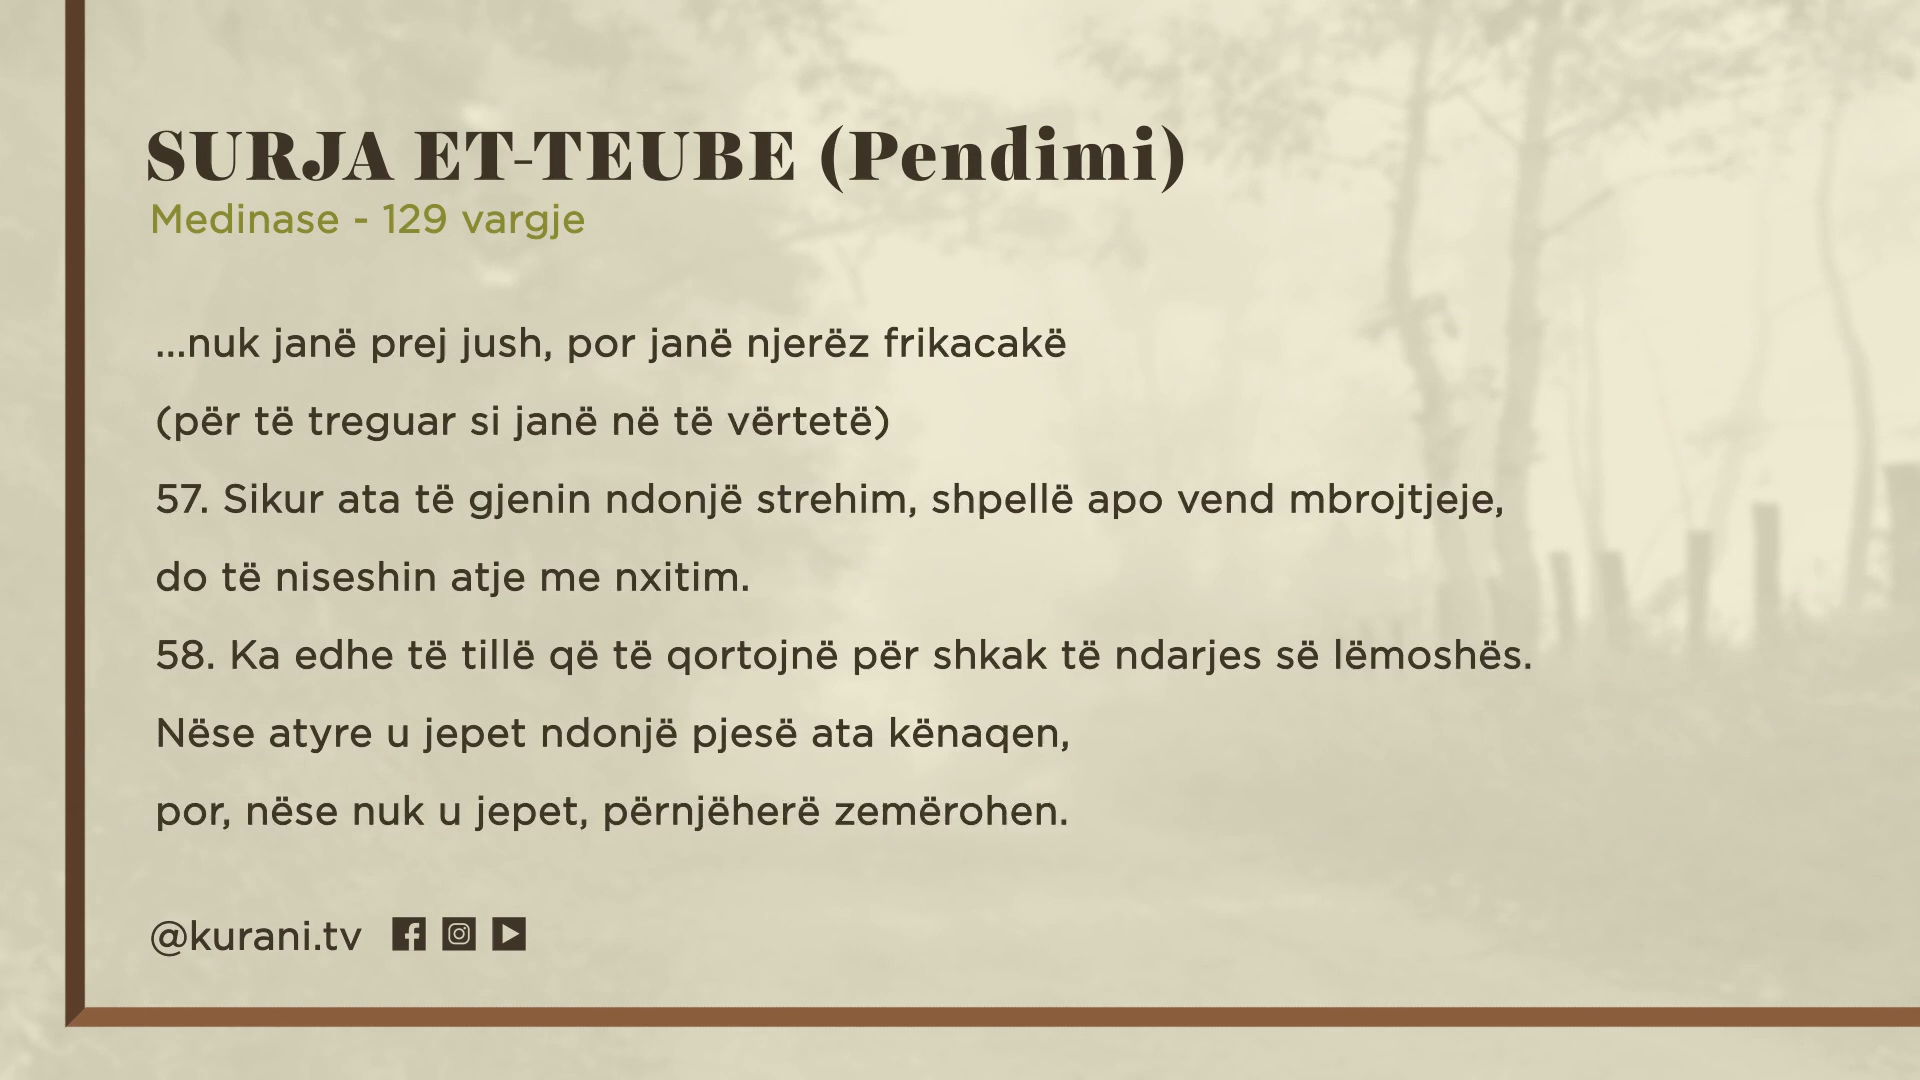 SURJA ET-TEUBE (Pendimi)
Medinase - 129 vargje
...nuk janë prej jush, por janë njerëz frikacakë
(për të treguar si janë në të vërtetë)
57. Sikur ata të gjenin ndonjë strehim, shpellë apo vend mbrojtjeje,
do të niseshin atje me nxitim.
58. Ka edhe të tillë që të qortojnë për shkak të ndarjes së lëmoshës.
Nëse atyre u jepet ndonjë pjesë ata kënaqen,
por, nëse nuk u jepet, përnjëherë zemërohen.
@kurani.tv